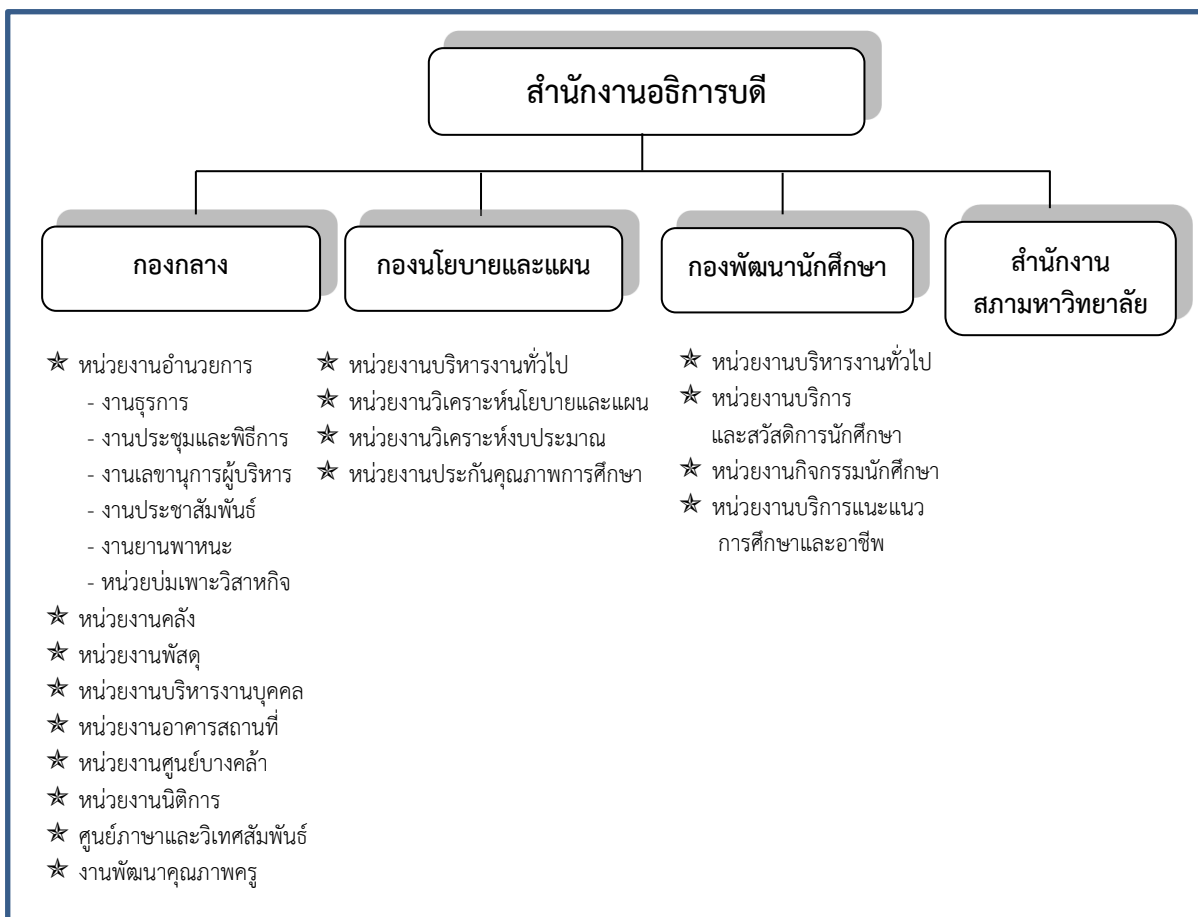 สำนักงานอธิการบดี
กองกลาง
กองนโยบายและแผน
กองพัฒนานักศึกษา
สำนักงาน
สภามหาวิทยาลัย
หน่วยงานอำนวยการ
- งานธุรการ
- งานประชุมและพิธีการ
- งานเลขานุการผู้บริหาร
- งานประชาสัมพันธ์
- งานยานพาหนะ
- หน่วยบ่มเพาะวิสาหกิจ
หน่วยงานคลัง
หน่วยงานพัสดุ
หน่วยงานบริหารงานบุคคล
หน่วยงานอาคารสถานที่
หน่วยงานศูนย์บางคล้า
หน่วยงานนิติการ
ศูนย์ภาษาและวิเทศสัมพันธ์
งานพัฒนาคุณภาพครู
หน่วยงานบริหารงานทั่วไป
หน่วยงานวิเคราะห์นโยบายและแผน
หน่วยงานวิเคราะห์งบประมาณ
หน่วยงานประกันคุณภาพการศึกษา
หน่วยงานบริหารงานทั่วไป
หน่วยงานบริการ
และสวัสดิการนักศึกษา
หน่วยงานกิจกรรมนักศึกษา
หน่วยงานบริการแนะแนว
การศึกษาและอาชีพ